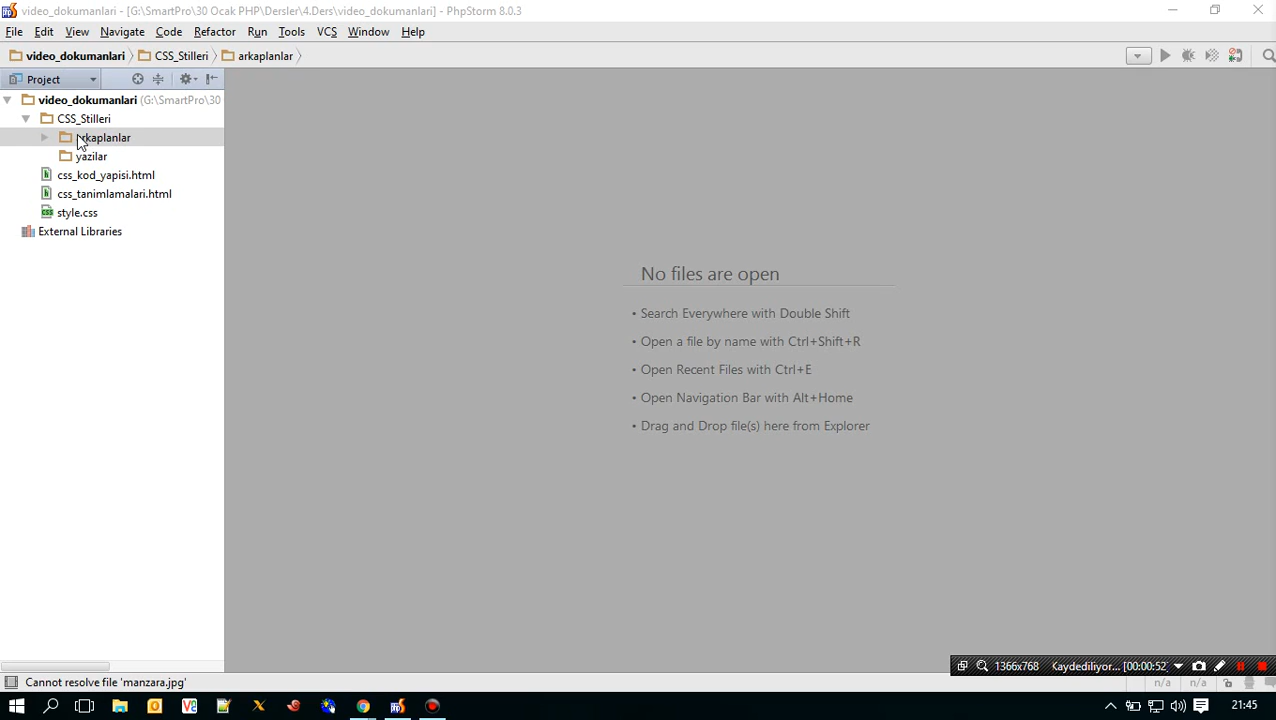 video_dokumanlari - [G:\SmartPro\30 Ocak PHP\Dersler\4.Ders\video_dokumanlari] - PhpStorm 8.0.3
File Edit View Navigate Code Refactor Run Tools VCS Window Help
video_dokumanlari CSS_Stilleri arkaplanlar
Project
video_dokumanlari (G:\SmartPro\30
CSS_Stilleri
arkaplanlar
yazilar
css_kod_yapisi.html
css_tanimlamalari.html
style.css
External Libraries
No files are open
• Search Everywhere with Double Shift
• Open a file by name with Ctrl+Shift+R
• Open Recent Files with Ctrl+E
• Open Navigation Bar with Alt+Home
• Drag and Drop file(s) here from Explorer
1366x768 Kaydediliyor... [00:00:52]
Cannot resolve file 'manzara.jpg'
n/a n/a
21:45